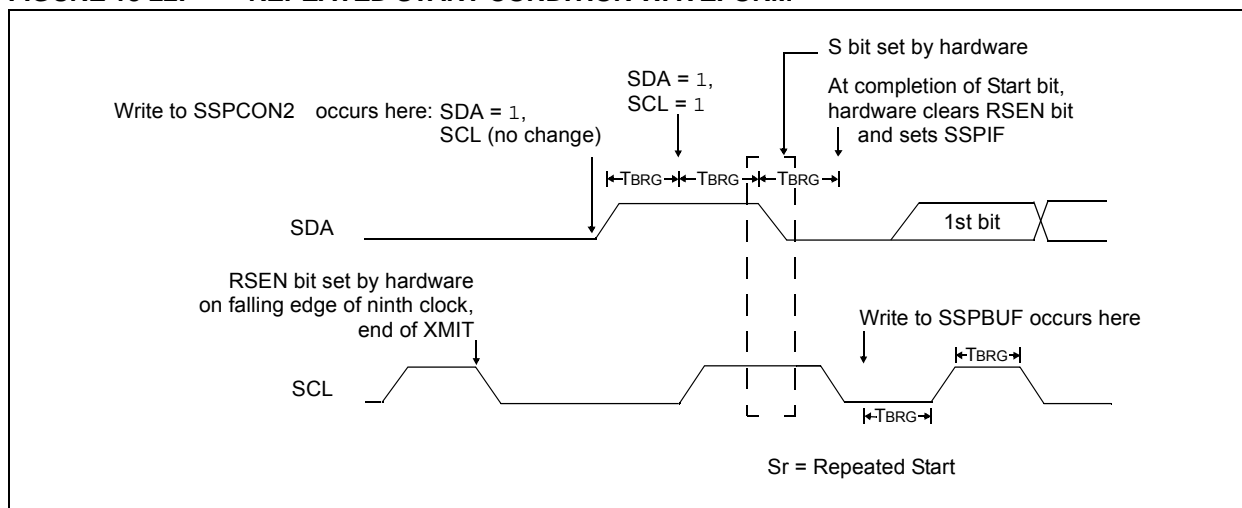 S bit set by hardware
SDA = 1,
SCL = 1
At completion of Start bit,
hardware clears RSEN bit
and sets SSPIF
Write to SSPCON2 occurs here: SDA = 1,
SCL (no change)
TBRG TBRG TBRG
SDA
1st bit
RSEN bit set by hardware
on falling edge of ninth clock,
end of XMIT
Write to SSPBUF occurs here
TBRG
SCL
TBRG
Sr = Repeated Start